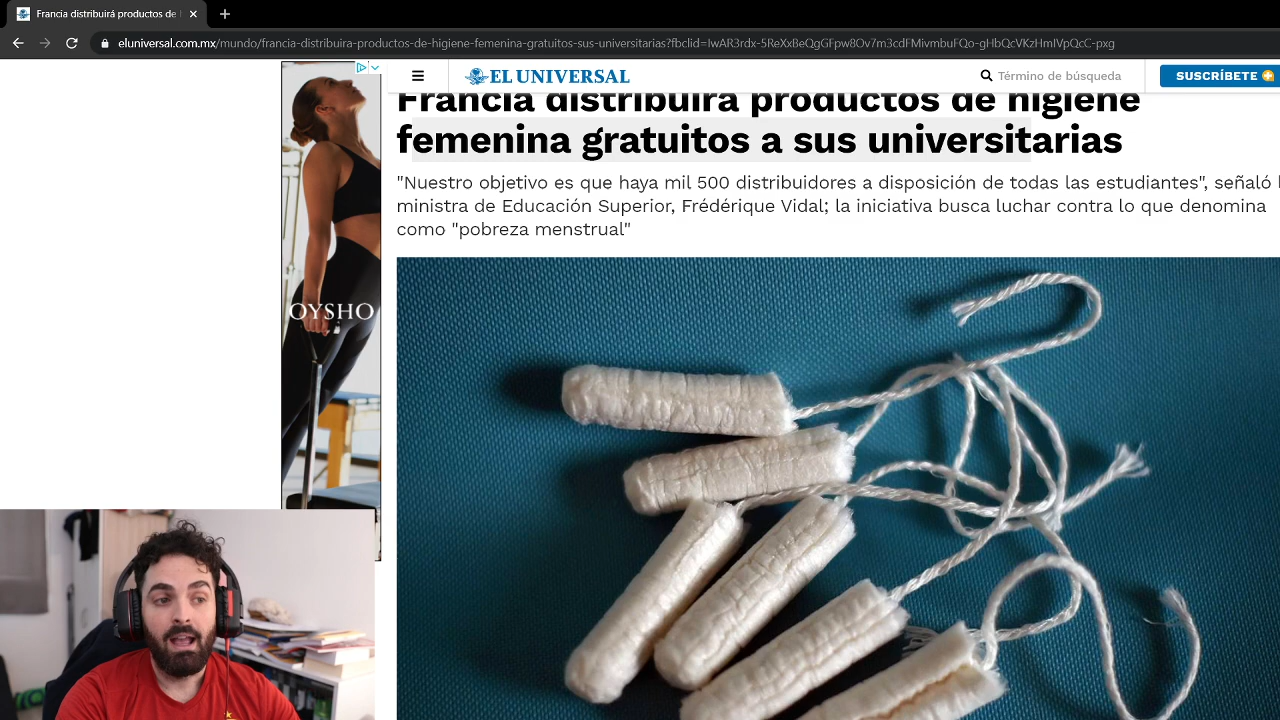 Francia distribuirá productos de
eluniversal.com.mx/mundo/francia-distribuira-productos-de-higiene-femenina-gratuitos-sus-universitarias?fbclid=IwAR3rdx-5ReXxBeQgGFpw8Ov7m3cdFMivmbuFQo-gHbQcVKzHmIVpQcC-pxg
EL UNIVERSAL
Término de búsqueda
SUSCRÍBETE
Francia distribuirá productos de higiene
femenina gratuitos a sus universitarias
"Nuestro objetivo es que haya mil 500 distribuidores a disposición de todas las estudiantes", señaló
ministra de Educación Superior, Frédérique Vidal; la iniciativa busca luchar contra lo que denomina
como "pobreza menstrual"
OYSHO